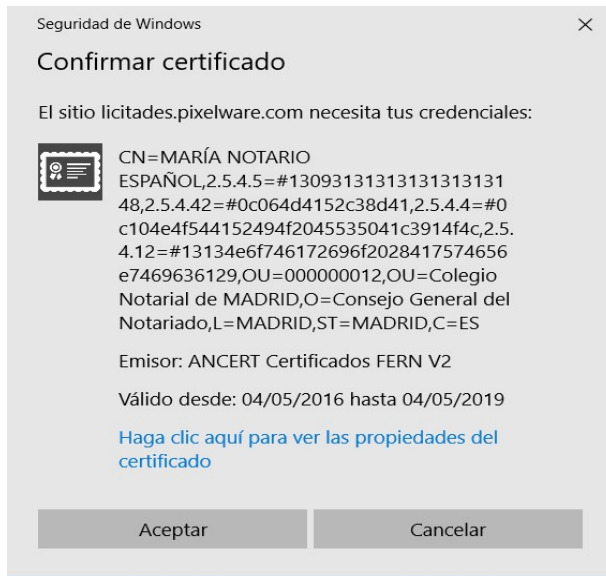 Seguridad de Windows
Confirmar certificado
El sitio licitades.pixelware.com necesita tus credenciales:
CN=MARÍA NOTARIO
ESPAÑOL,2.5.4.5=#13093131313131313131
48,2.5.4.42=#0c064d4152c38d41,2.5.4.4=#0
c104e4f544152494f2045535041c3914f4c,2.5.
4.12=#13134e6f746172696f2028417574656
e7469636129,OU=000000012,OU=Colegio
Notarial de MADRID,O=Consejo General del
Notariado,L=MADRID,ST=MADRID,C=ES
Emisor: ANCERT Certificados FERN V2
Válido desde: 04/05/2016 hasta 04/05/2019
Haga clic aquí para ver las propiedades del
certificado
Aceptar
Cancelar